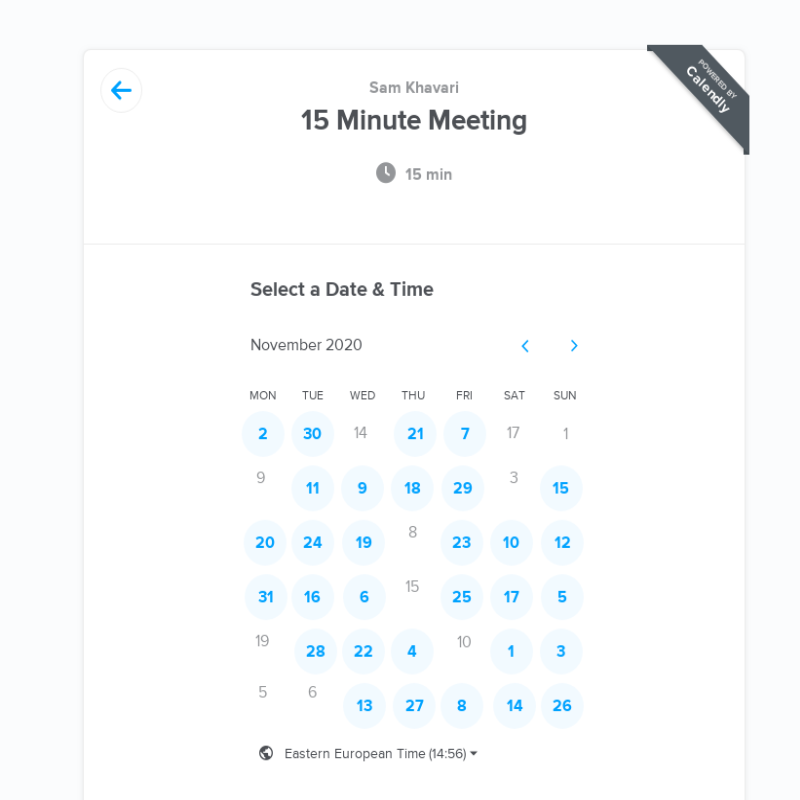 POWERED BY
Calendly
Sam Khavari
15 Minute Meeting
15 min
Select a Date & Time
November 2020
MON TUE WED THU FRI SAT SUN
2 30 14 21 7 17 1
9 11 9 18 29 3 15
20 24 19 8 23 10 12
31 16 6 15 25 17 5
19 28 22 4 10 1 3
5 6 13 27 8 14 26
Eastern European Time (14:56)